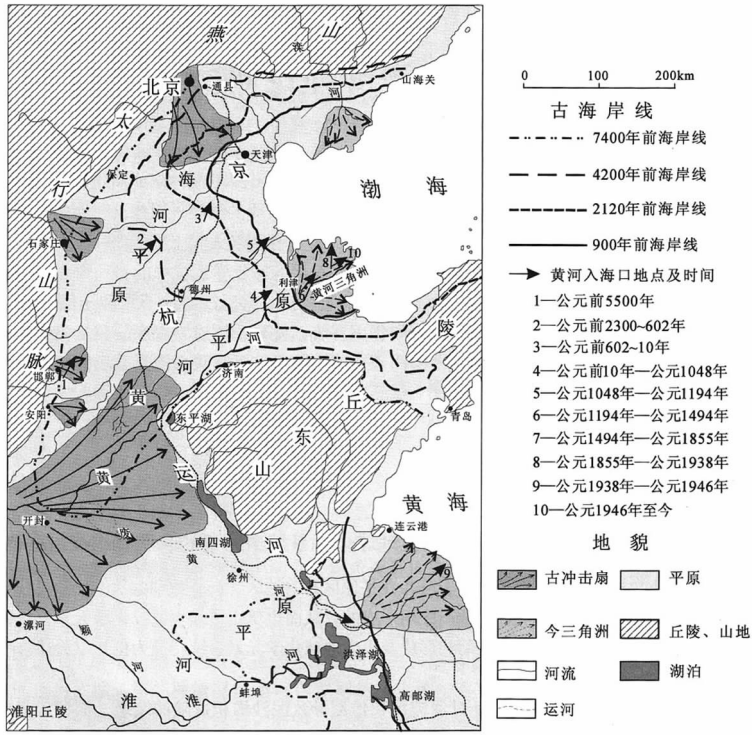 燕
山
滦
北京
通县
河
山海关
太
天津
京
保定
海
渤海
行
河
3
2
石家庄
平
5
8
10
山
利津
黄河三角洲
4
6
原
德州
原
杭
陵
脉
平
河
邯郸
1
河
济南
黄
丘
安阳
东平湖
青岛
东
黄
运
山
黄海
开封
连云港
废
南四湖
河
黄
9
徐州
河
原
漯河
7
颍
平
河
洪泽湖
河
河
淮
淮
蚌埠
高邮湖
淮阳丘陵
0 100 200km
古海岸线
7400年前海岸线
4200年前海岸线
2120年前海岸线
900年前海岸线
黄河入海口地点及时间
1—公元前5500年
2—公元前2300~602年
3—公元前602~10年
4—公元前10年—公元1048年
5—公元1048年—公元1194年
6—公元1194年—公元1494年
7—公元1494年—公元1855年
8—公元1855年—公元1938年
9—公元1938年—公元1946年
10—公元1946年至今
地貌
古冲击扇
平原
今三角洲
丘陵、山地
河流
湖泊
运河